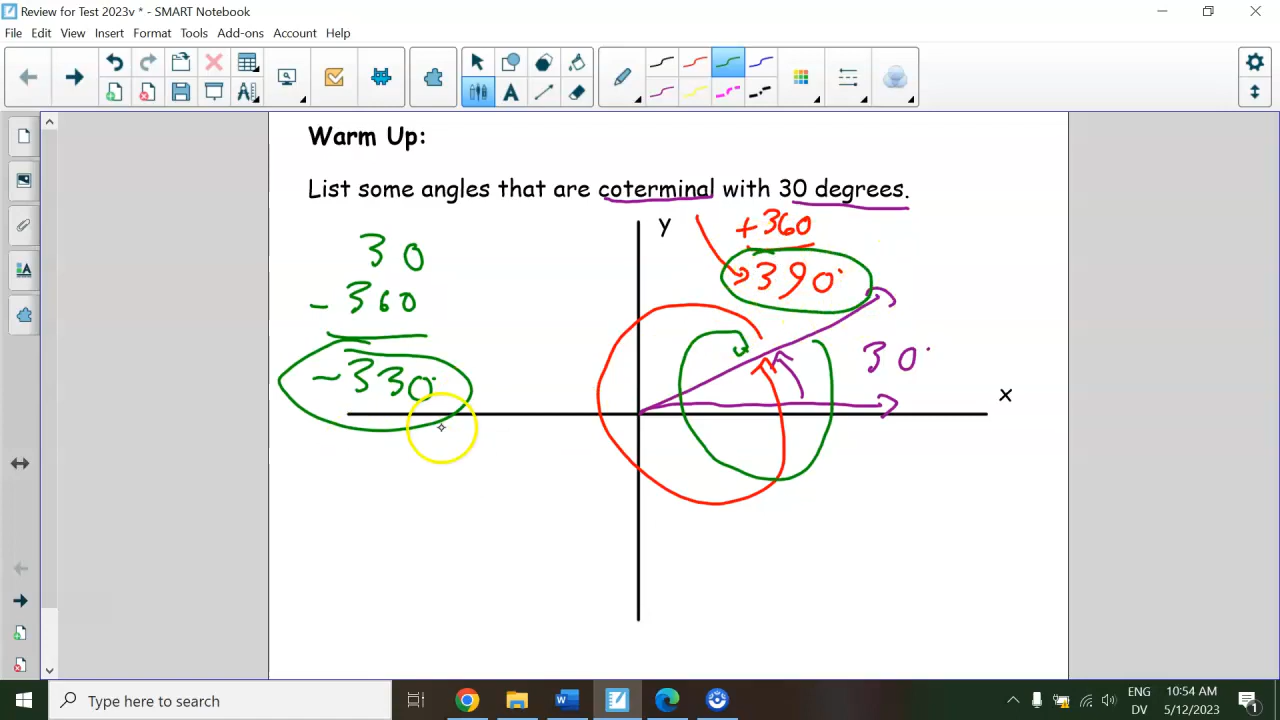 Review for Test 2023v * - SMART Notebook
File Edit View Insert Format Tools Add-ons Account Help
Warm Up:
List some angles that are coterminal with 30 degrees.
y
+360
390°
30
- 360
-330°
30°
x
Type here to search
ENG
DV
10:54 AM
5/12/2023
1